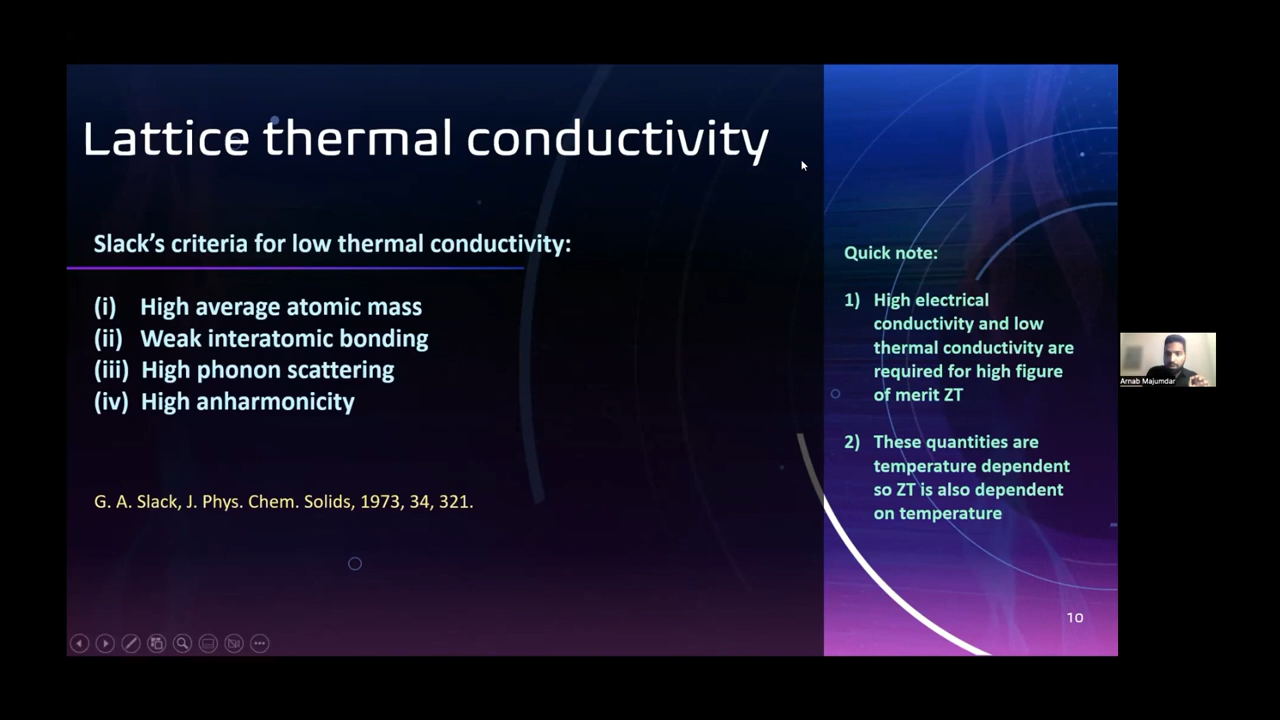 Lattice thermal conductivity
Slack’s criteria for low thermal conductivity:
(i) High average atomic mass
(ii) Weak interatomic bonding
(iii) High phonon scattering
(iv) High anharmonicity
G. A. Slack, J. Phys. Chem. Solids, 1973, 34, 321.
Quick note:
1) High electrical
conductivity and low
thermal conductivity are
required for high figure
of merit ZT
2) These quantities are
temperature dependent
so ZT is also dependent
on temperature
10
Arnab Majumdar